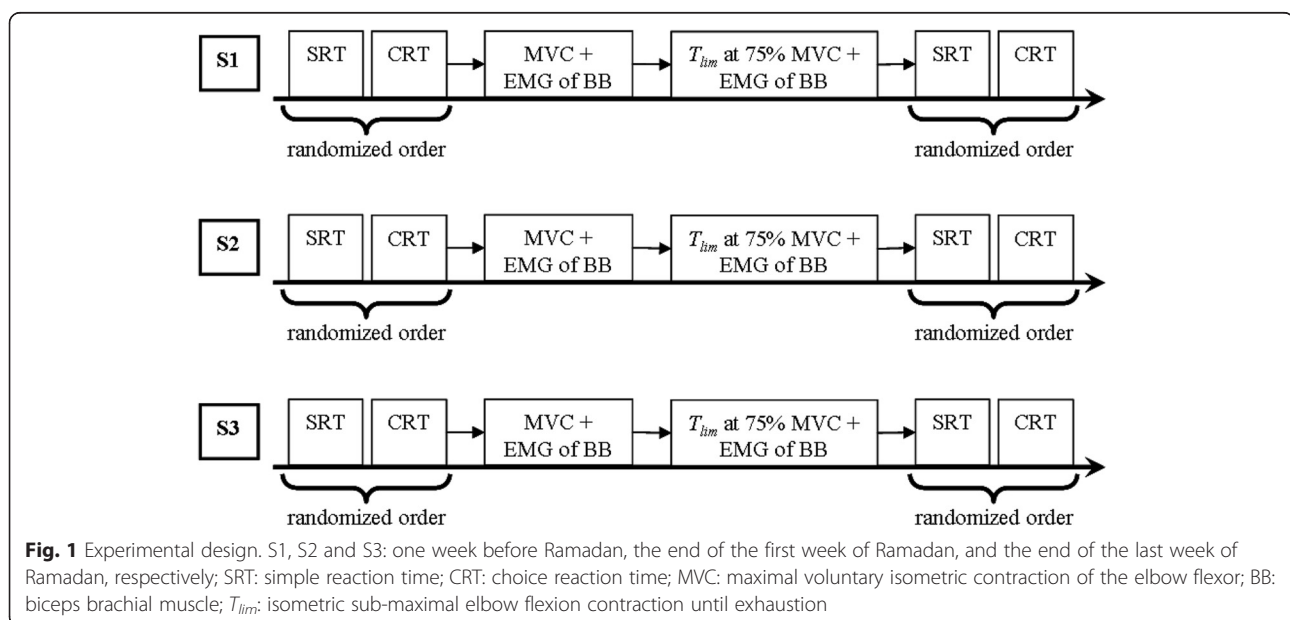 S1
SRT
CRT
MVC +
EMG of BB
Tlim at 75% MVC +
EMG of BB
SRT
CRT
randomized order
randomized order
S2
SRT
CRT
MVC +
EMG of BB
Tlim at 75% MVC +
EMG of BB
SRT
CRT
randomized order
randomized order
S3
SRT
CRT
MVC +
EMG of BB
Tlim at 75% MVC +
EMG of BB
SRT
CRT
randomized order
randomized order
Fig. 1 Experimental design. S1, S2 and S3: one week before Ramadan, the end of the first week of Ramadan, and the end of the last week of
Ramadan, respectively; SRT: simple reaction time; CRT: choice reaction time; MVC: maximal voluntary isometric contraction of the elbow flexor; BB:
biceps brachial muscle; Tlim: isometric sub-maximal elbow flexion contraction until exhaustion